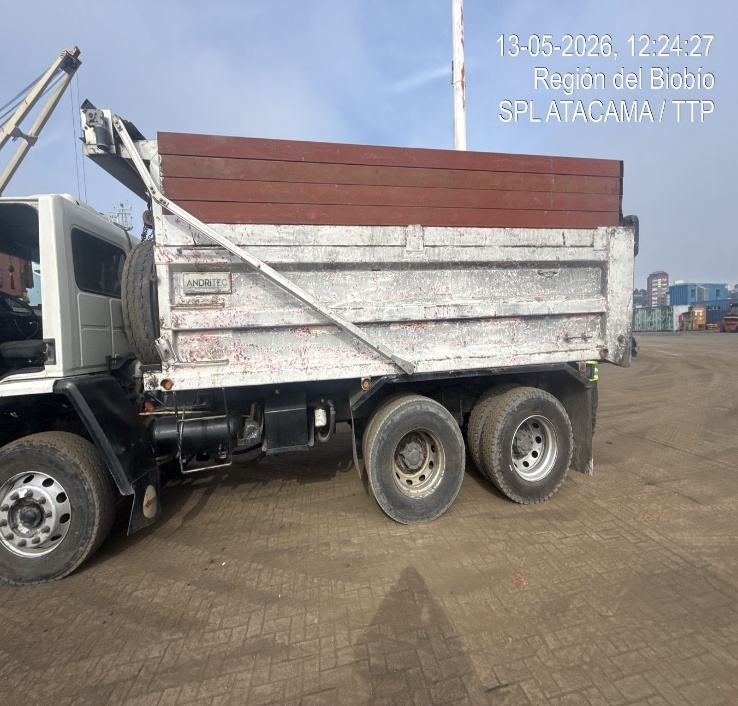 13-05-2026, 12:24:27
Región del Biobío
SPL ATACAMA / TTP
ANDRITEC